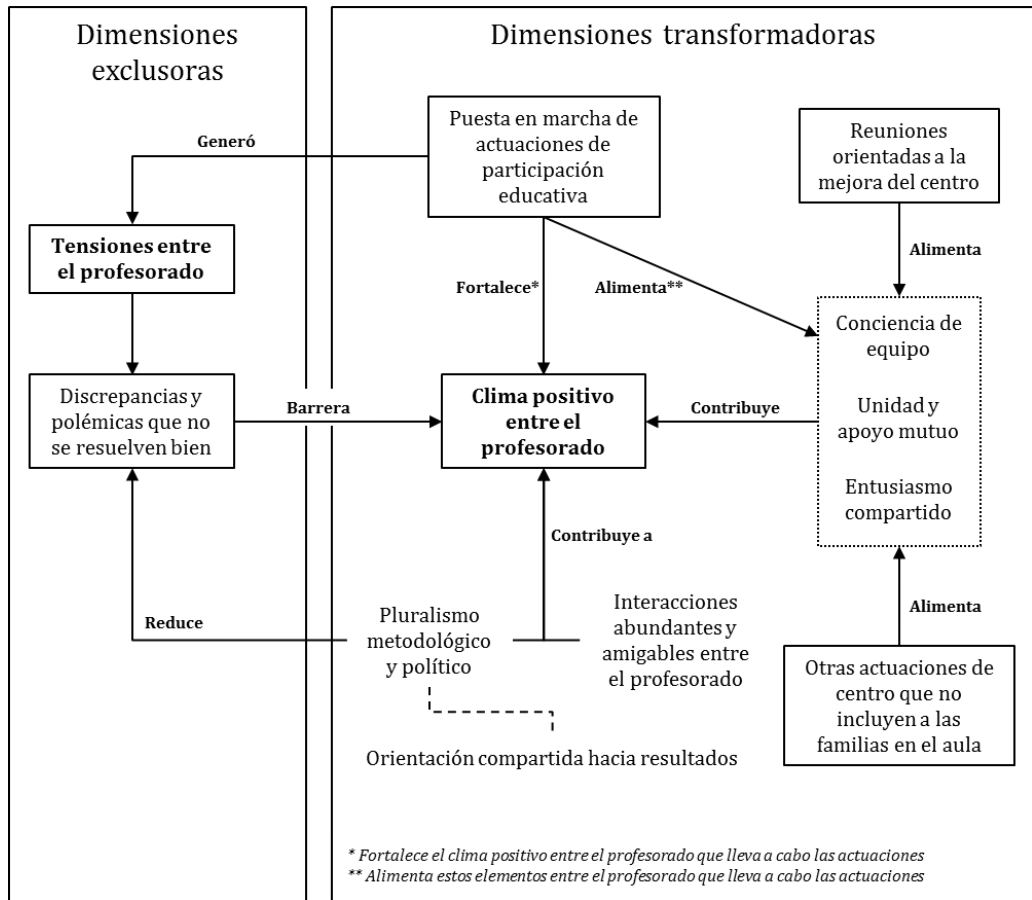 Dimensiones
exclusoras
Dimensiones transformadoras
Puesta en marcha de
actuaciones de
participación
educativa
Reuniones
orientadas a la
mejora del centro
Generó
Tensiones entre
el profesorado
Alimenta
Fortalece*
Alimenta**
Conciencia de
equipo
Unidad y
apoyo mutuo
Entusiasmo
compartido
Discrepancias y
polémicas que no
se resuelven bien
Barrera
Clima positivo
entre el
profesorado
Contribuye
Contribuye a
Reduce
Pluralismo
metodológico
y político
Interacciones
abundantes y
amigables entre
el profesorado
Alimenta
Otras actuaciones de
centro que no
incluyen a las
familias en el aula
Orientación compartida hacia resultados
* Fortalece el clima positivo entre el profesorado que lleva a cabo las actuaciones
** Alimenta estos elementos entre el profesorado que lleva a cabo las actuaciones